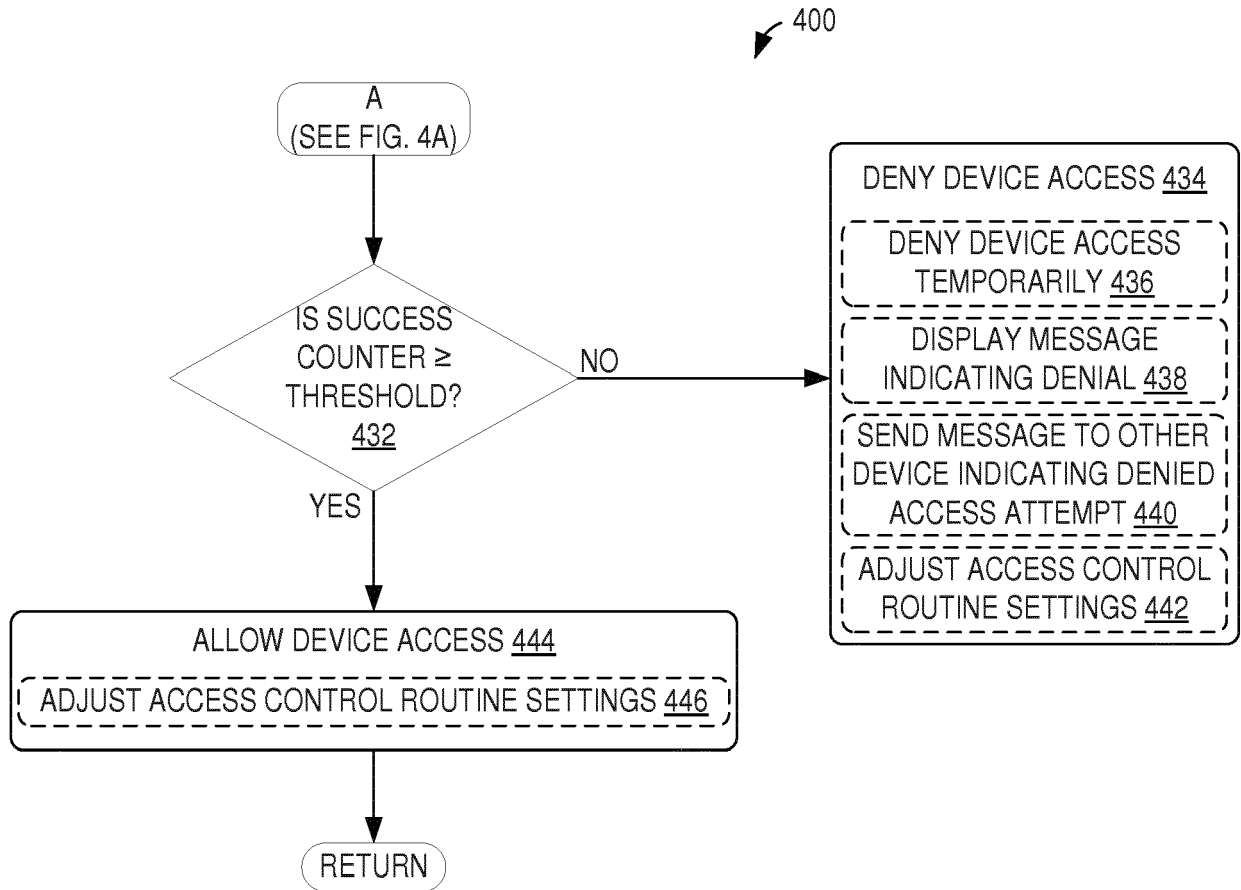 400
A
(SEE FIG. 4A)
IS SUCCESS
COUNTER ≥
THRESHOLD?
432
NO
YES
DENY DEVICE ACCESS 434
DENY DEVICE ACCESS
TEMPORARILY 436
DISPLAY MESSAGE
INDICATING DENIAL 438
SEND MESSAGE TO OTHER
DEVICE INDICATING DENIED
ACCESS ATTEMPT 440
ADJUST ACCESS CONTROL
ROUTINE SETTINGS 442
ALLOW DEVICE ACCESS 444
ADJUST ACCESS CONTROL ROUTINE SETTINGS 446
RETURN